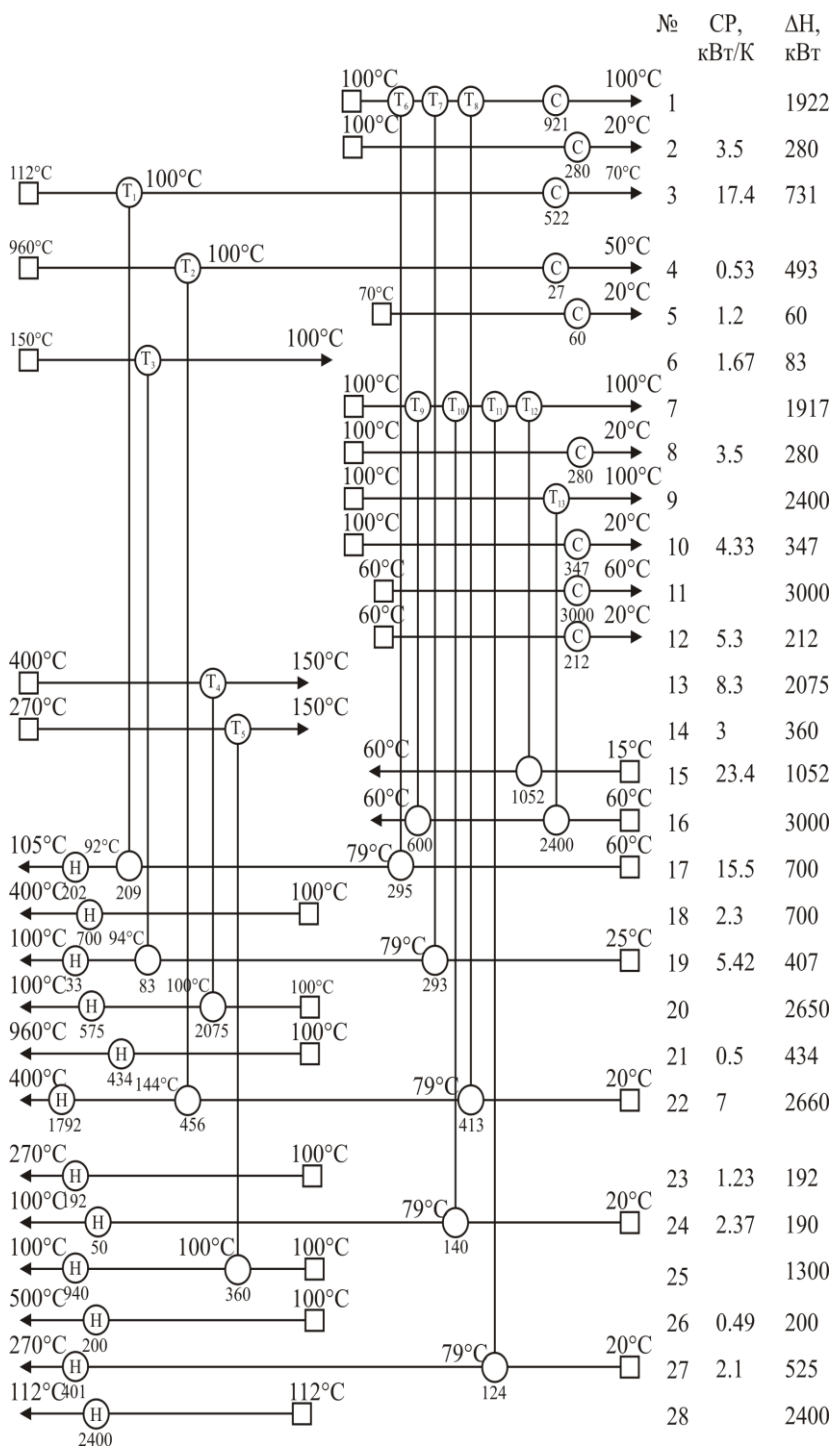 № CP, ΔH,
кВт/К кВт
100°C 100°C
T₆ T₇ T₈ 1 1922
921
100°C 20°C
C 2 3.5 280
280
112°C 100°C 70°C
T₁ C 3 17.4 731
522
960°C 100°C 50°C
T₂ C 4 0.53 493
27
70°C 20°C
C 5 1.2 60
60
150°C 100°C
T₃ 6 1.67 83
100°C 100°C
T₉ T₁₀ T₁₁ T₁₂ 7 1917
100°C 20°C
C 8 3.5 280
280
100°C 100°C
T₁₃ 9 2400
100°C 20°C
C 10 4.33 347
347
60°C 60°C
C 11 3000
3000
60°C 20°C
C 12 5.3 212
212
400°C 150°C
T₄ 13 8.3 2075
270°C 150°C
T₅ 14 3 360
60°C 15°C
15 23.4 1052
1052
60°C 60°C
16 3000
600 2400
105°C 92°C 79°C 60°C
H 17 15.5 700
202 209 295
400°C 100°C
H 18 2.3 700
700
100°C 94°C 79°C 25°C
H 19 5.42 407
33 83 293
100°C 100°C 100°C
H 20 2650
575 2075
960°C 100°C
H 21 0.5 434
434
400°C 144°C 79°C 20°C
H 22 7 2660
1792 456 413
270°C 100°C
H 23 1.23 192
192
100°C 79°C 20°C
H 24 2.37 190
50 140
100°C 100°C 100°C
H 25 1300
940 360
500°C 100°C
H 26 0.49 200
200
270°C 79°C 20°C
H 27 2.1 525
401 124
112°C 112°C
H 28 2400
2400